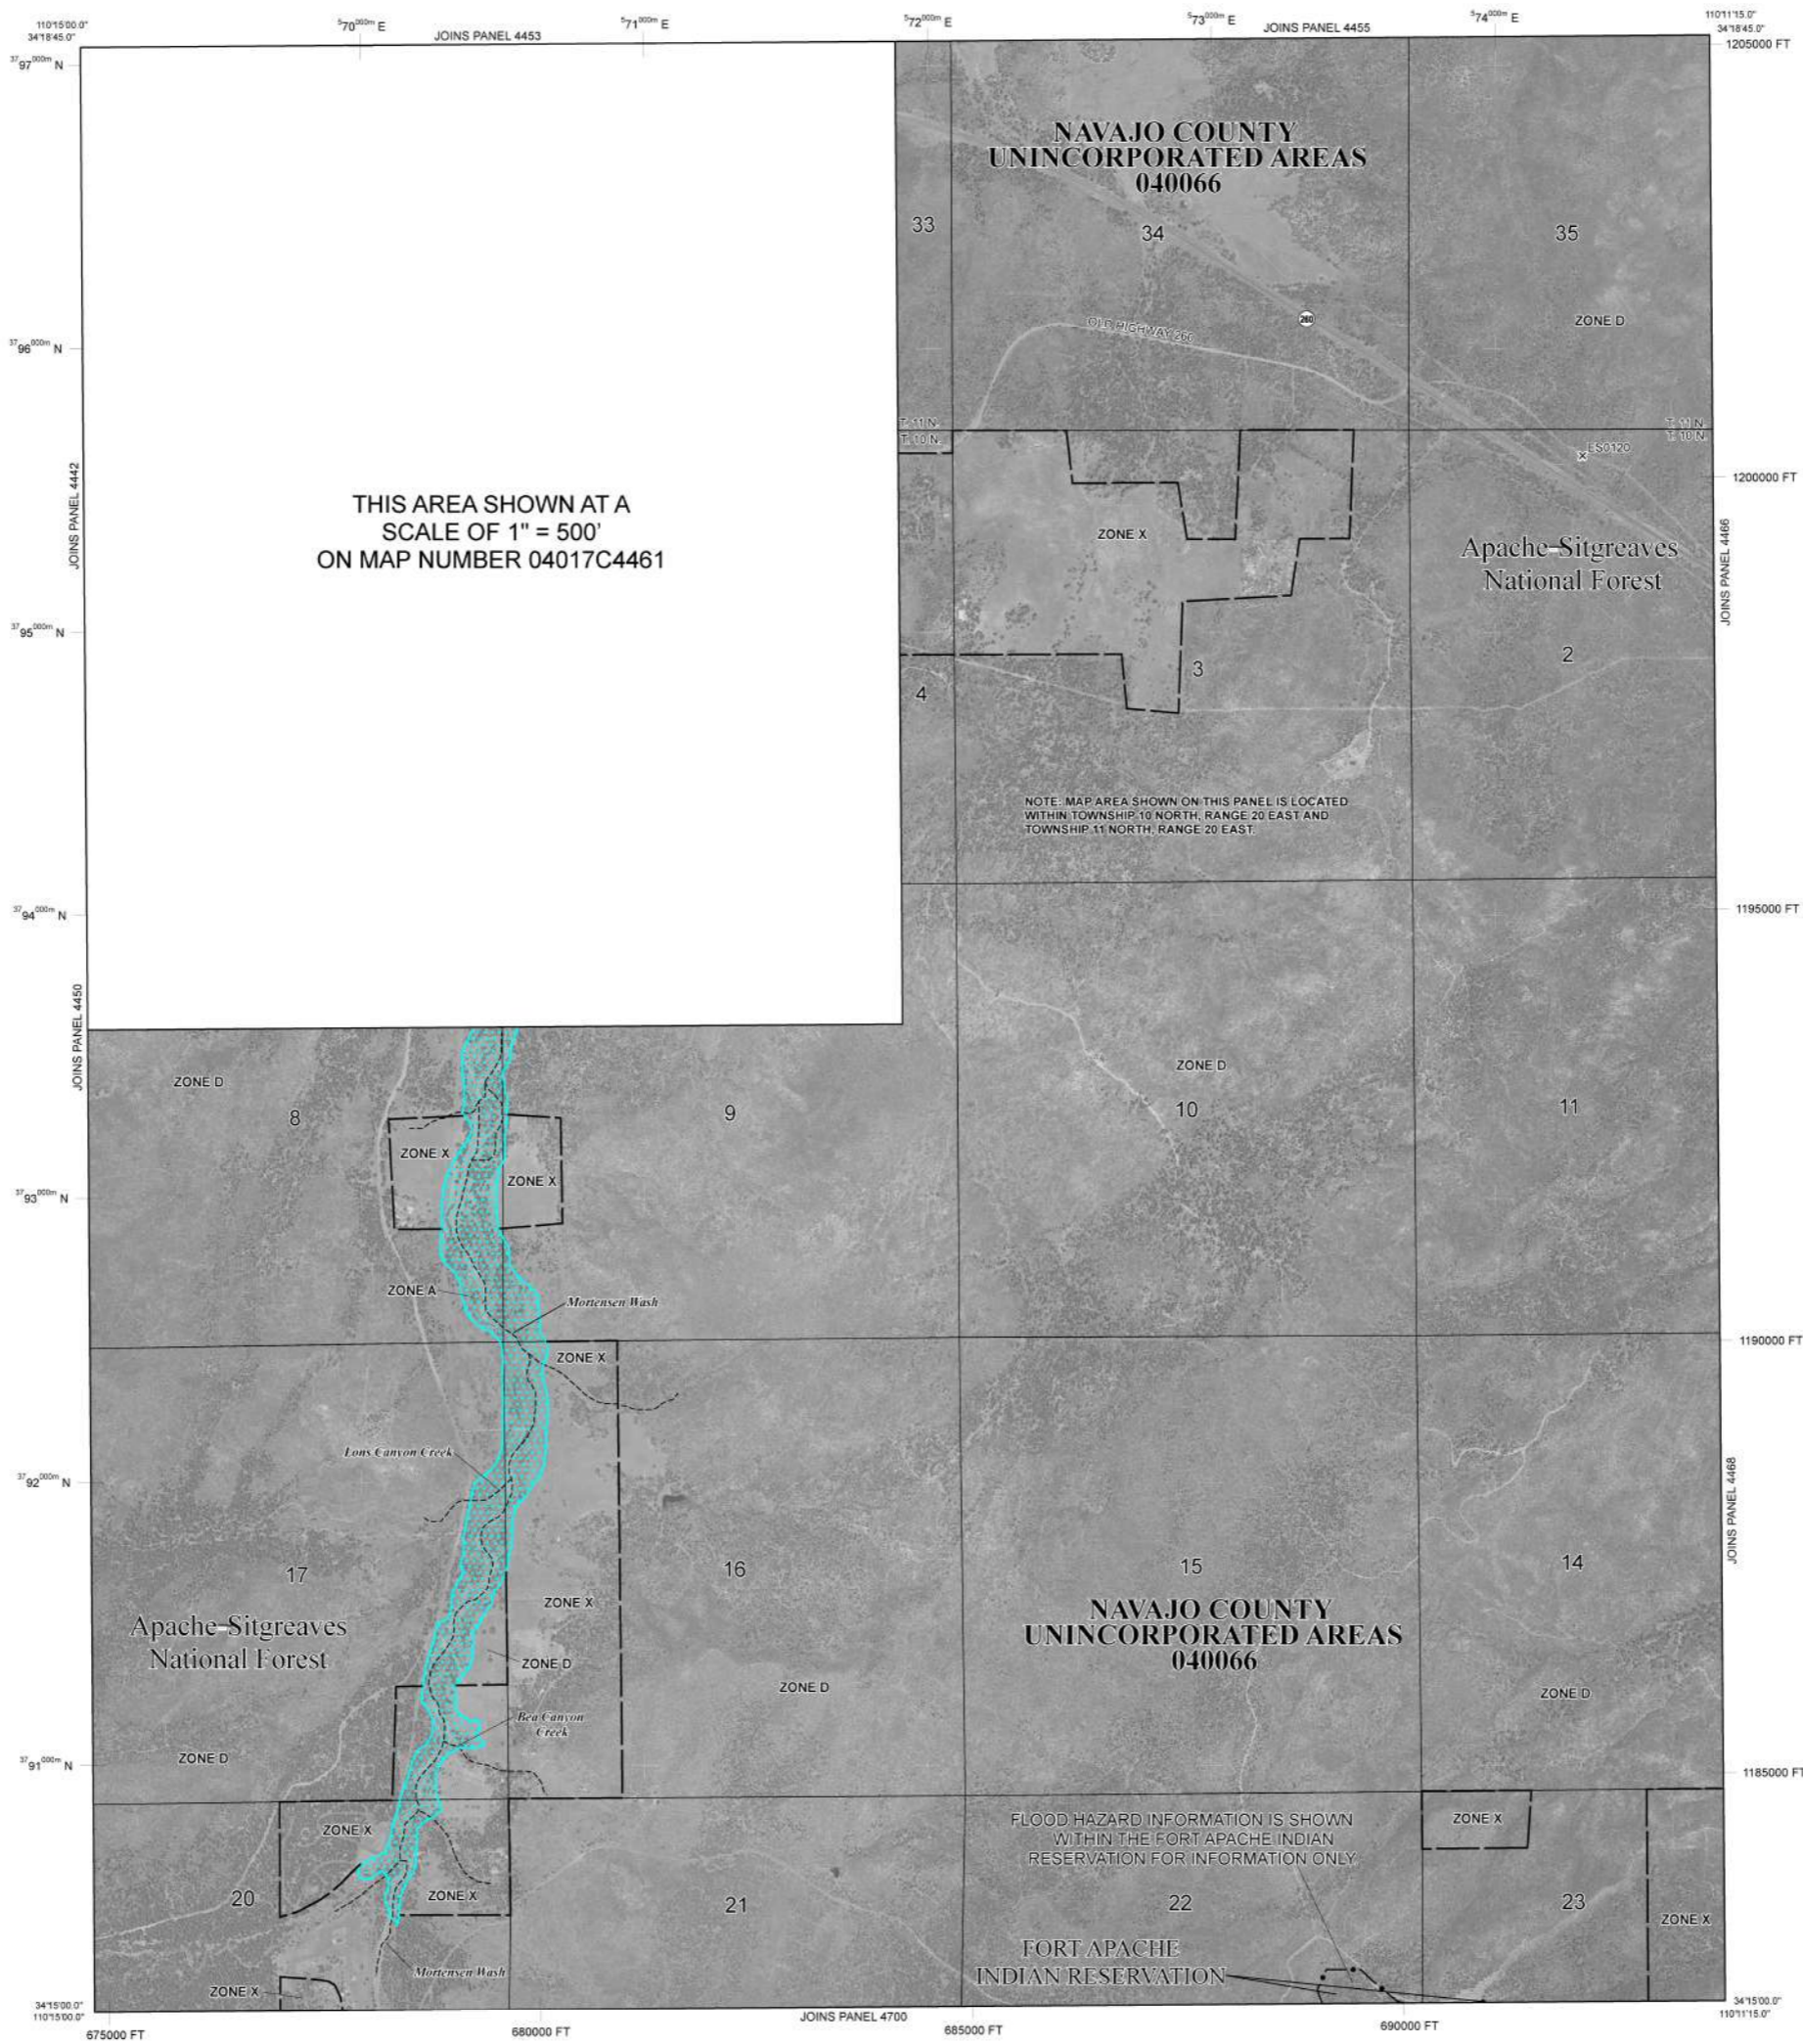 110°15'00.0"
34°18'45.0"
570000m E
JOINS PANEL 4453
571000m E
572000m E
573000m E
JOINS PANEL 4455
574000m E
110°11'15.0"
34°18'45.0"
1205000 FT
3797000m N
NAVAJO COUNTY
UNINCORPORATED AREAS
040066
33
34
35
260
ZONE D
OLD HIGHWAY 260
3796000m N
T. 11 N.
T. 10 N.
T. 11 N.
T. 10 N.
ES0120
1200000 FT
JOINS PANEL 4442
THIS AREA SHOWN AT A
SCALE OF 1" = 500'
ON MAP NUMBER 04017C4461
ZONE X
Apache-Sitgreaves
National Forest
JOINS PANEL 4466
3795000m N
4
3
2
NOTE: MAP AREA SHOWN ON THIS PANEL IS LOCATED
WITHIN TOWNSHIP 10 NORTH, RANGE 20 EAST AND
TOWNSHIP 11 NORTH, RANGE 20 EAST.
3794000m N
1195000 FT
JOINS PANEL 4450
ZONE D
8
9
ZONE D
10
11
ZONE X
ZONE X
3793000m N
ZONE A
Mortensen Wash
1190000 FT
ZONE X
Lons Canyon Creek
3792000m N
JOINS PANEL 4468
17
16
15
14
ZONE X
Apache-Sitgreaves
National Forest
NAVAJO COUNTY
UNINCORPORATED AREAS
040066
ZONE D
ZONE D
ZONE D
Bea Canyon
Creek
ZONE D
3791000m N
1185000 FT
ZONE X
FLOOD HAZARD INFORMATION IS SHOWN
WITHIN THE FORT APACHE INDIAN
RESERVATION FOR INFORMATION ONLY
ZONE X
20
ZONE X
21
22
23
ZONE X
FORT APACHE
INDIAN RESERVATION
Mortensen Wash
ZONE X
34°15'00.0"
110°15'00.0"
675000 FT
680000 FT
JOINS PANEL 4700
685000 FT
690000 FT
34°15'00.0"
110°11'15.0"